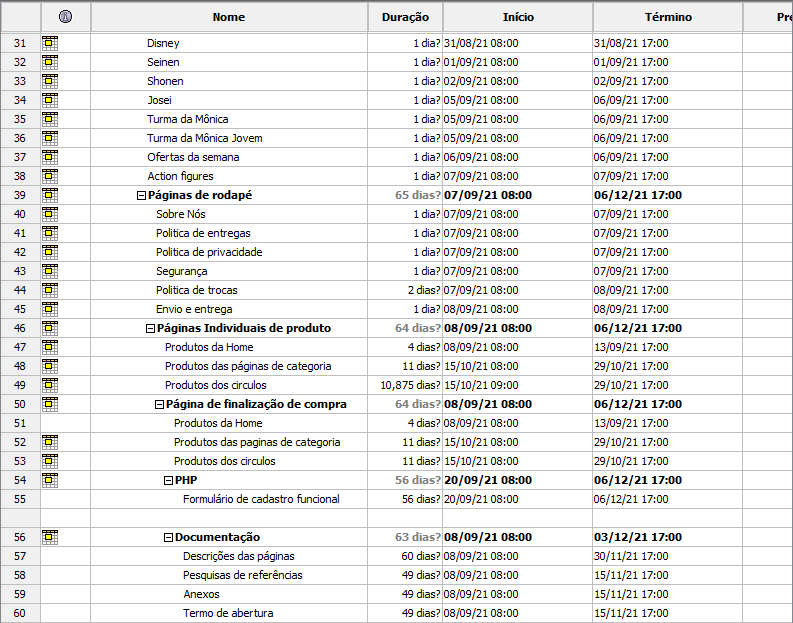 Nome Duração Início Término Pre
31 Disney 1 dia? 31/08/21 08:00 31/08/21 17:00
32 Seinen 1 dia? 01/09/21 08:00 01/09/21 17:00
33 Shonen 1 dia? 02/09/21 08:00 02/09/21 17:00
34 Josei 1 dia? 05/09/21 08:00 06/09/21 17:00
35 Turma da Mônica 1 dia? 05/09/21 08:00 06/09/21 17:00
36 Turma da Mônica Jovem 1 dia? 05/09/21 08:00 06/09/21 17:00
37 Ofertas da semana 1 dia? 06/09/21 08:00 06/09/21 17:00
38 Action figures 1 dia? 07/09/21 08:00 07/09/21 17:00
39 Páginas de rodapé 65 dias? 07/09/21 08:00 06/12/21 17:00
40 Sobre Nós 1 dia? 07/09/21 08:00 07/09/21 17:00
41 Politica de entregas 1 dia? 07/09/21 08:00 07/09/21 17:00
42 Politica de privacidade 1 dia? 07/09/21 08:00 07/09/21 17:00
43 Segurança 1 dia? 07/09/21 08:00 07/09/21 17:00
44 Politica de trocas 2 dias? 07/09/21 08:00 08/09/21 17:00
45 Envio e entrega 1 dia? 08/09/21 08:00 08/09/21 17:00
46 Páginas Individuais de produto 64 dias? 08/09/21 08:00 06/12/21 17:00
47 Produtos da Home 4 dias? 08/09/21 08:00 13/09/21 17:00
48 Produtos das páginas de categoria 11 dias? 15/10/21 08:00 29/10/21 17:00
49 Produtos dos circulos 10,875 dias? 15/10/21 09:00 29/10/21 17:00
50 Página de finalização de compra 64 dias? 08/09/21 08:00 06/12/21 17:00
51 Produtos da Home 4 dias? 08/09/21 08:00 13/09/21 17:00
52 Produtos das paginas de categoria 11 dias? 15/10/21 08:00 29/10/21 17:00
53 Produtos dos circulos 11 dias? 15/10/21 08:00 29/10/21 17:00
54 PHP 56 dias? 20/09/21 08:00 06/12/21 17:00
55 Formulário de cadastro funcional 56 dias? 20/09/21 08:00 06/12/21 17:00
56 Documentação 63 dias? 08/09/21 08:00 03/12/21 17:00
57 Descrições das páginas 60 dias? 08/09/21 08:00 30/11/21 17:00
58 Pesquisas de referências 49 dias? 08/09/21 08:00 15/11/21 17:00
59 Anexos 49 dias? 08/09/21 08:00 15/11/21 17:00
60 Termo de abertura 49 dias? 08/09/21 08:00 15/11/21 17:00